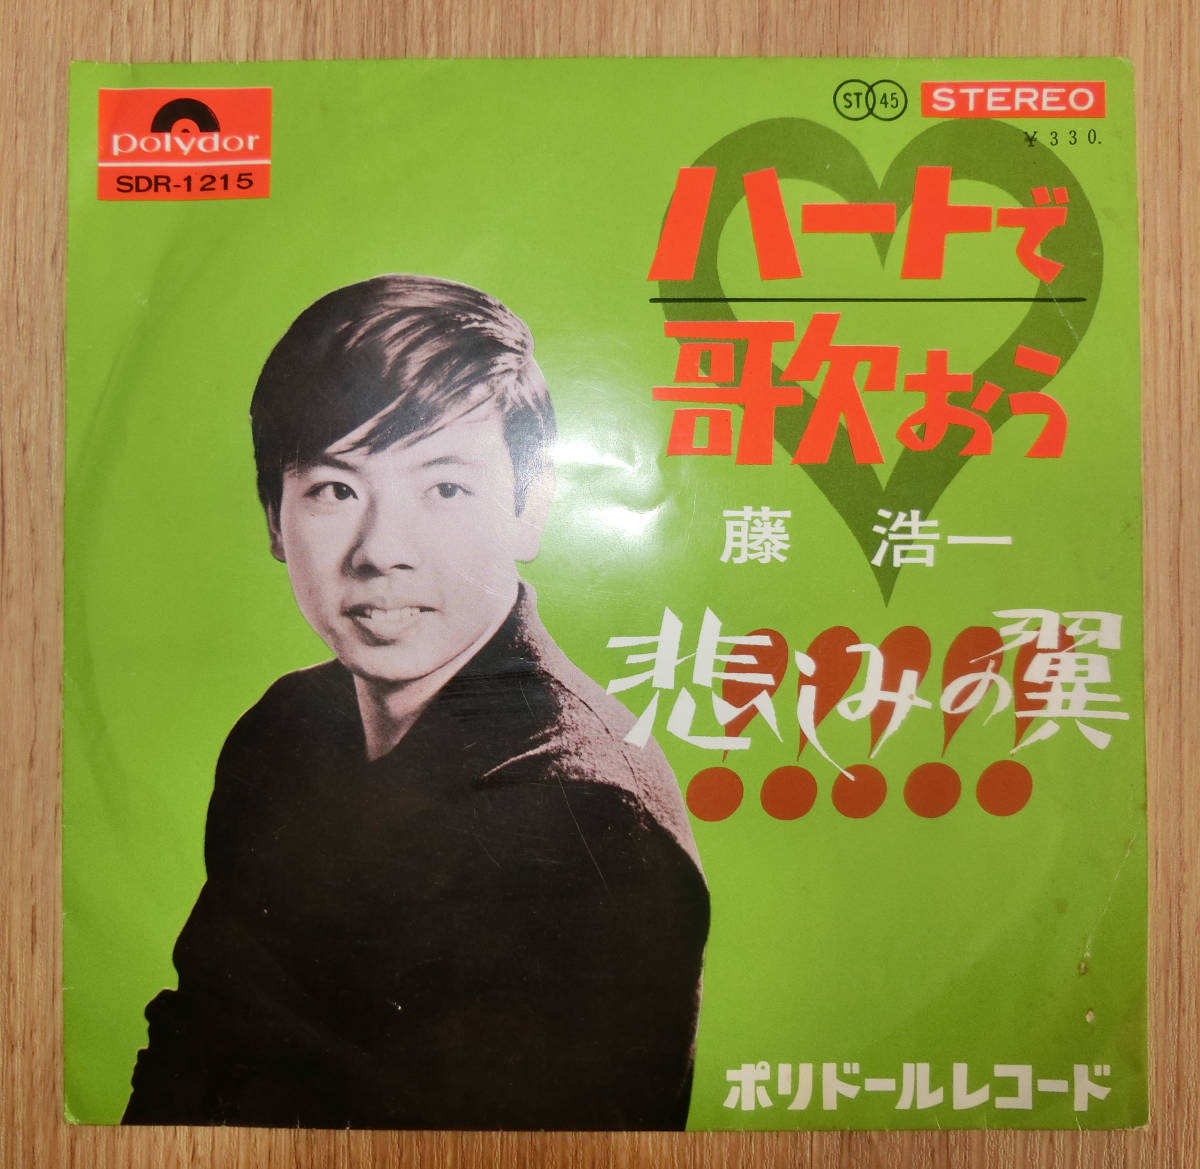 polydor
SDR-1215
ST 45 STEREO
¥330.
ハートで
歌おう
藤 浩一
悲しみの翼
!!!!!
ポリドールレコード